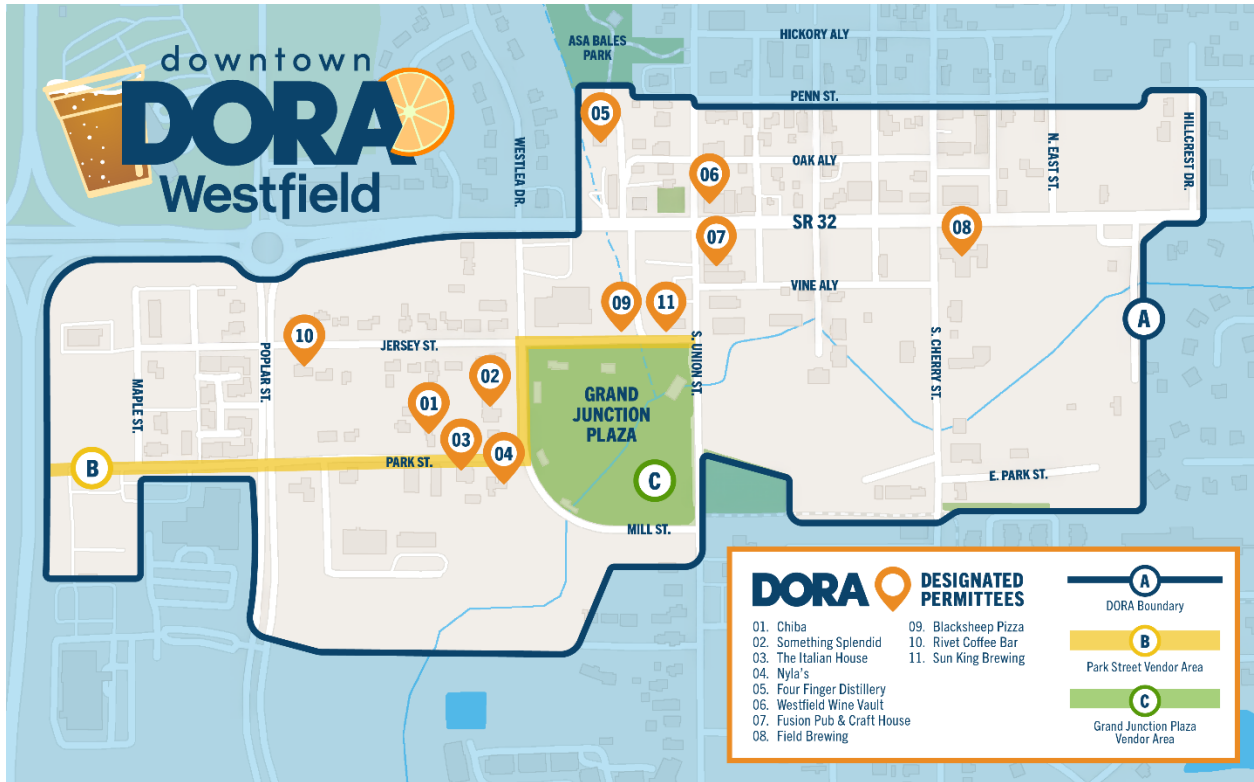 downtown
DORA
Westfield
ASA BALES
PARK
HICKORY ALY
PENN ST.
05
WESTLEA DR.
OAK ALY
N. EAST ST.
HILLCREST DR.
06
SR 32
07
08
VINE ALY
09
11
A
10
JERSEY ST.
S. UNION ST.
S. CHERRY ST.
POPLAR ST.
MAPLE ST.
02
01
GRAND
JUNCTION
PLAZA
03
04
B
PARK ST.
C
E. PARK ST.
MILL ST.
DORA
DESIGNATED
PERMITTEES
01. Chiba
02. Something Splendid
03. The Italian House
04. Nyla's
05. Four Finger Distillery
06. Westfield Wine Vault
07. Fusion Pub & Craft House
08. Field Brewing
09. Blacksheep Pizza
10. Rivet Coffee Bar
11. Sun King Brewing
A
DORA Boundary
B
Park Street Vendor Area
C
Grand Junction Plaza
Vendor Area